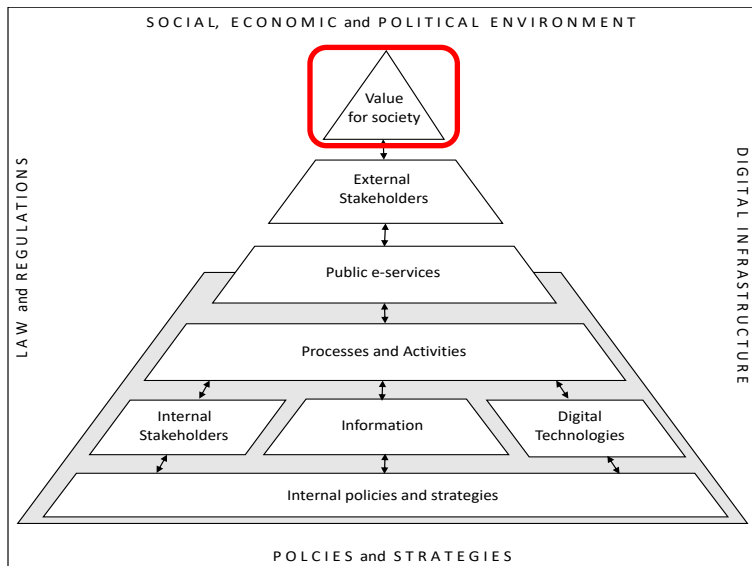 SOCIAL, ECONOMIC and POLITICAL ENVIRONMENT
Value
for society
External
Stakeholders
LAW and REGULATIONS
DIGITAL INFRASTRUCTURE
Public e-services
Processes and Activities
Internal
Stakeholders
Information
Digital
Technologies
Internal policies and strategies
POLCIES and STRATEGIES